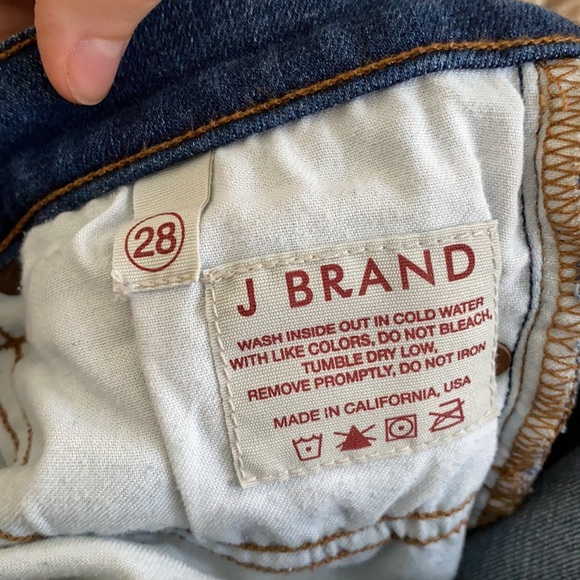 28
J BRAND
WASH INSIDE OUT IN COLD WATER
WITH LIKE COLORS, DO NOT BLEACH,
TUMBLE DRY LOW,
REMOVE PROMPTLY, DO NOT IRON
MADE IN CALIFORNIA, USA